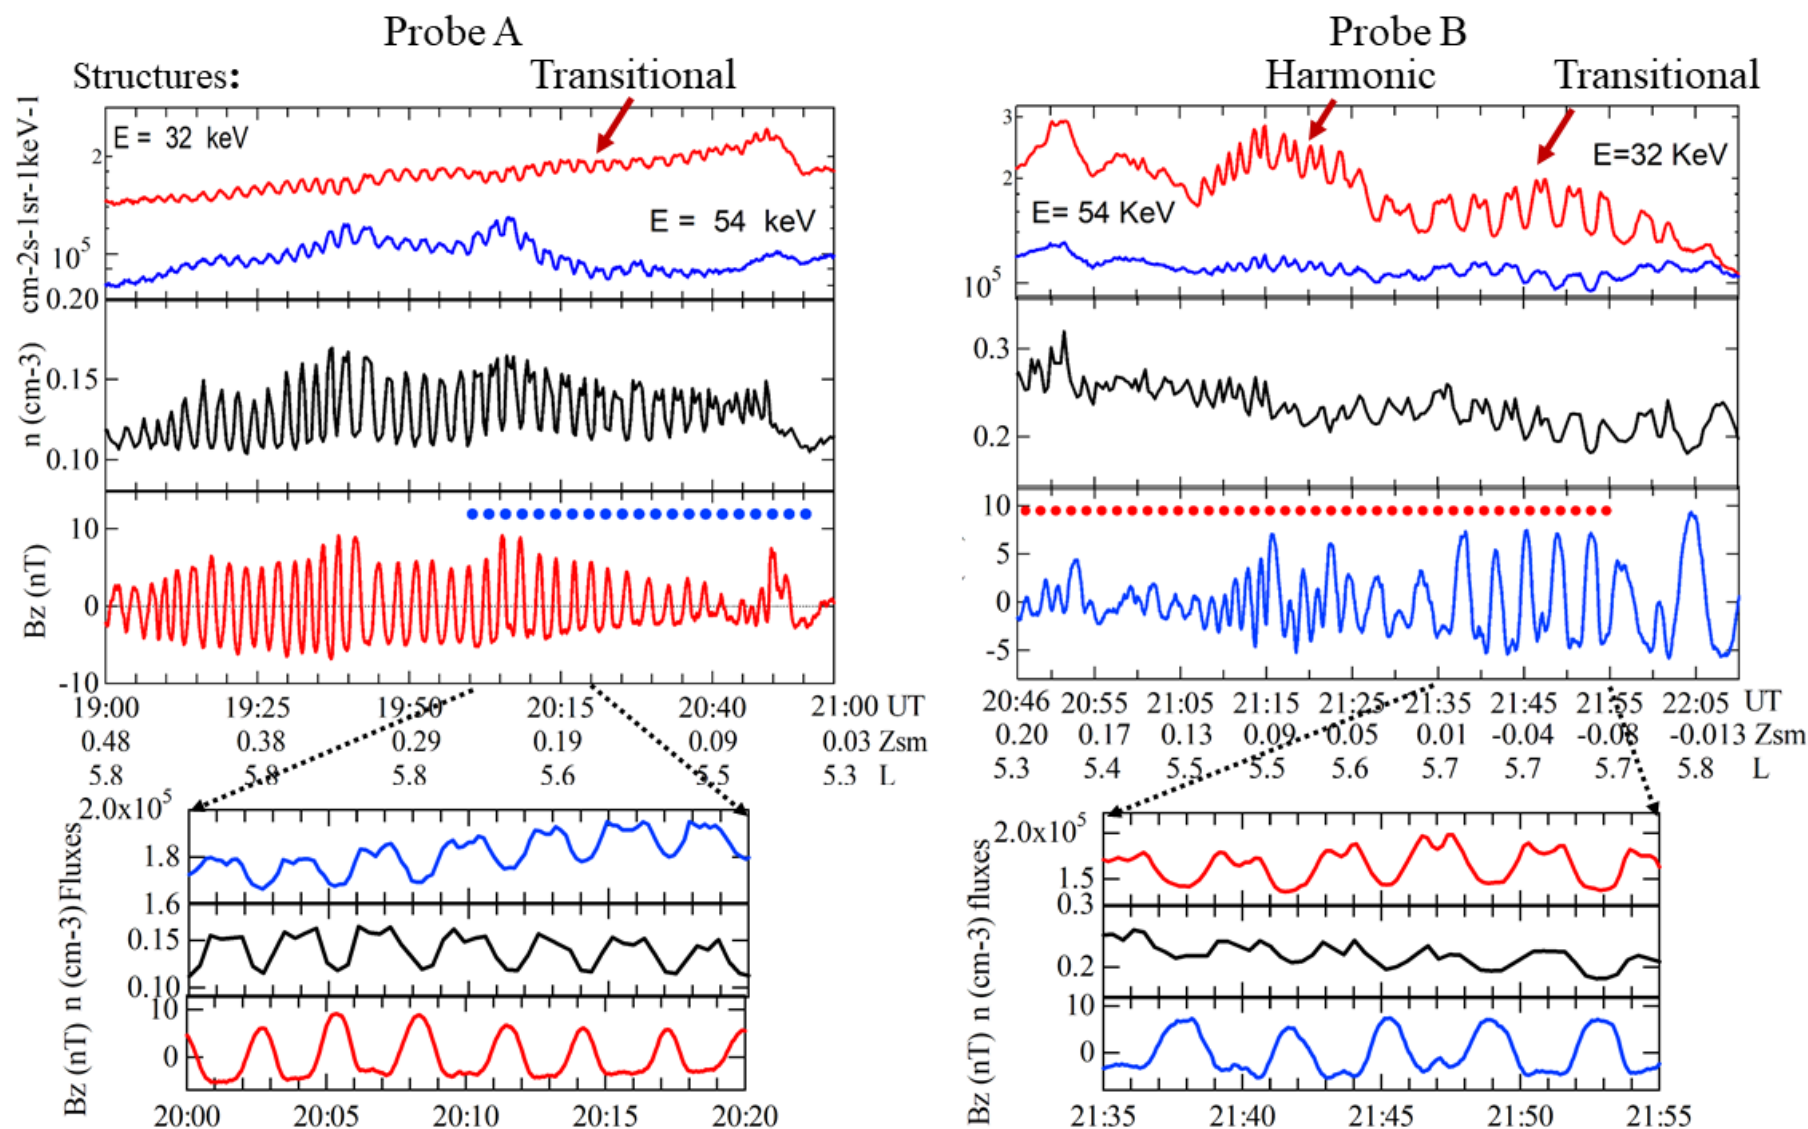 Probe A
Probe B
Structures:
Transitional
Harmonic
Transitional
cm-2s-1sr-1keV-1
E = 32 keV
E = 54 keV
2
10^5
0.20
n (cm-3)
0.15
0.10
Bz (nT)
10
0
-10
19:00 19:25 19:50 20:15 20:40 21:00 UT
0.48 0.38 0.29 0.19 0.09 0.03 Zsm
5.8 5.8 5.8 5.6 5.5 5.3 L
3
2
10^5
E=32 KeV
E= 54 KeV
0.3
0.2
10
5
0
-5
20:46 20:55 21:05 21:15 21:25 21:35 21:45 21:55 22:05 UT
0.20 0.17 0.13 0.09 0.05 0.01 -0.04 -0.08 -0.013 Zsm
5.3 5.4 5.5 5.5 5.6 5.7 5.7 5.7 5.8 L
Fluxes
2.0x10^5
1.8
1.6
n (cm-3)
0.15
0.10
Bz (nT)
10
0
20:00 20:05 20:10 20:15 20:20
fluxes
2.0x10^5
1.5
0.3
n (cm-3)
0.2
Bz (nT)
10
0
21:35 21:40 21:45 21:50 21:55